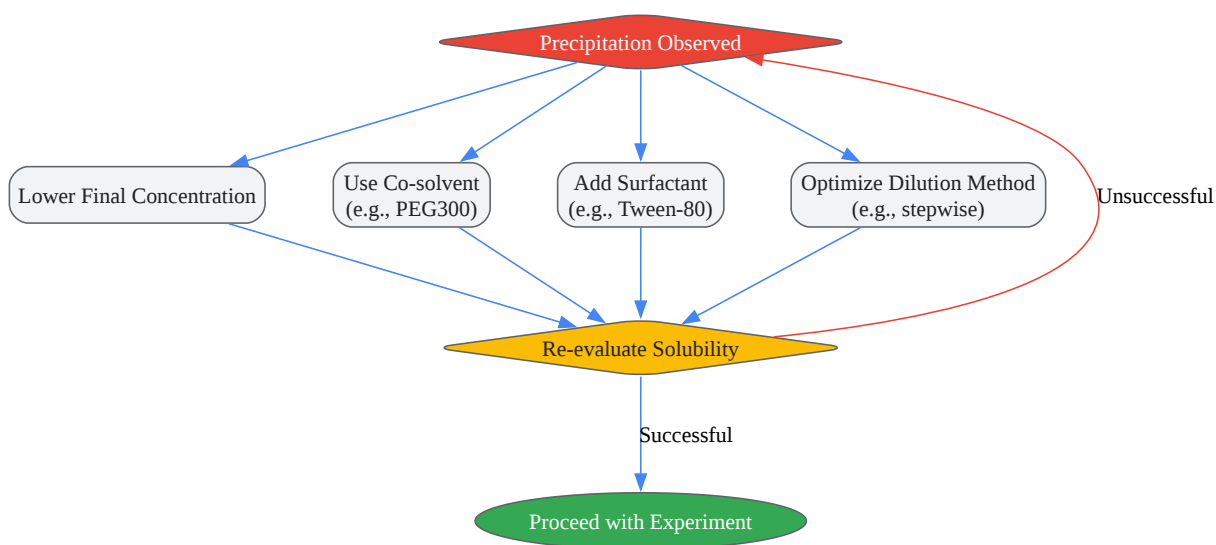 Precipitation Observed
Lower Final Concentration
Use Co-solvent
(e.g., PEG300)
Add Surfactant
(e.g., Tween-80)
Optimize Dilution Method
(e.g., stepwise)
Unsuccessful
Re-evaluate Solubility
Successful
Proceed with Experiment